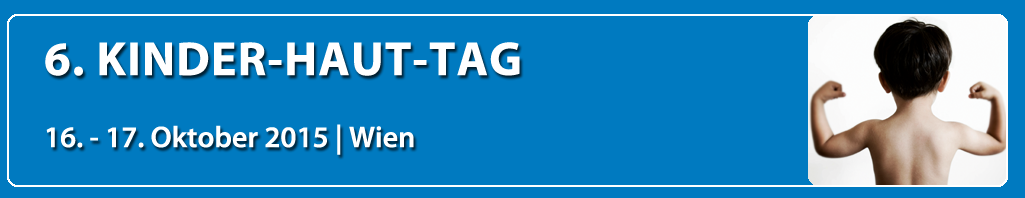 6. KINDER-HAUT-TAG
16. - 17. Oktober 2015 | Wien